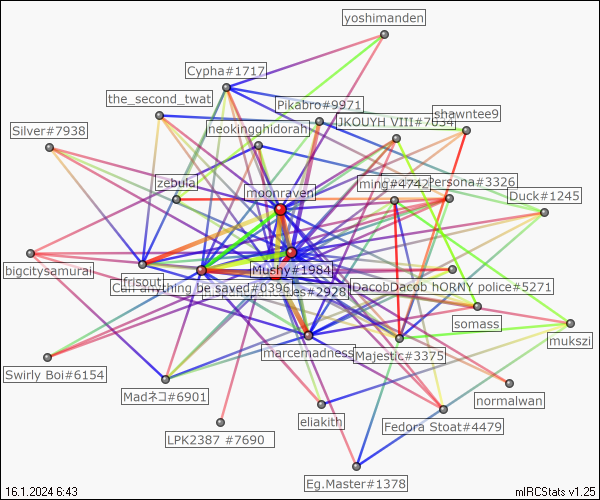 yoshimanden
Cypha#1717
the_second_twat
Pikabro#9971
shawntee9
JKOUYH VIII#7034
Silver#7938
neokingghidorah
zebula
ming#4742
Persona#3326
moonraven
Duck#1245
bigcitysamurai
frisout
Mushy#1984
Can anything be saved#0396
#2928
DacobDacob hORNY police#5271
somass
mukszi
marcemadness
Majestic#3375
Swirly Boi#6154
Madネコ#6901
normalwan
eliakith
Fedora Stoat#4479
LPK2387 #7690
Eg.Master#1378
16.1.2024 6:43
mIRCStats v1.25